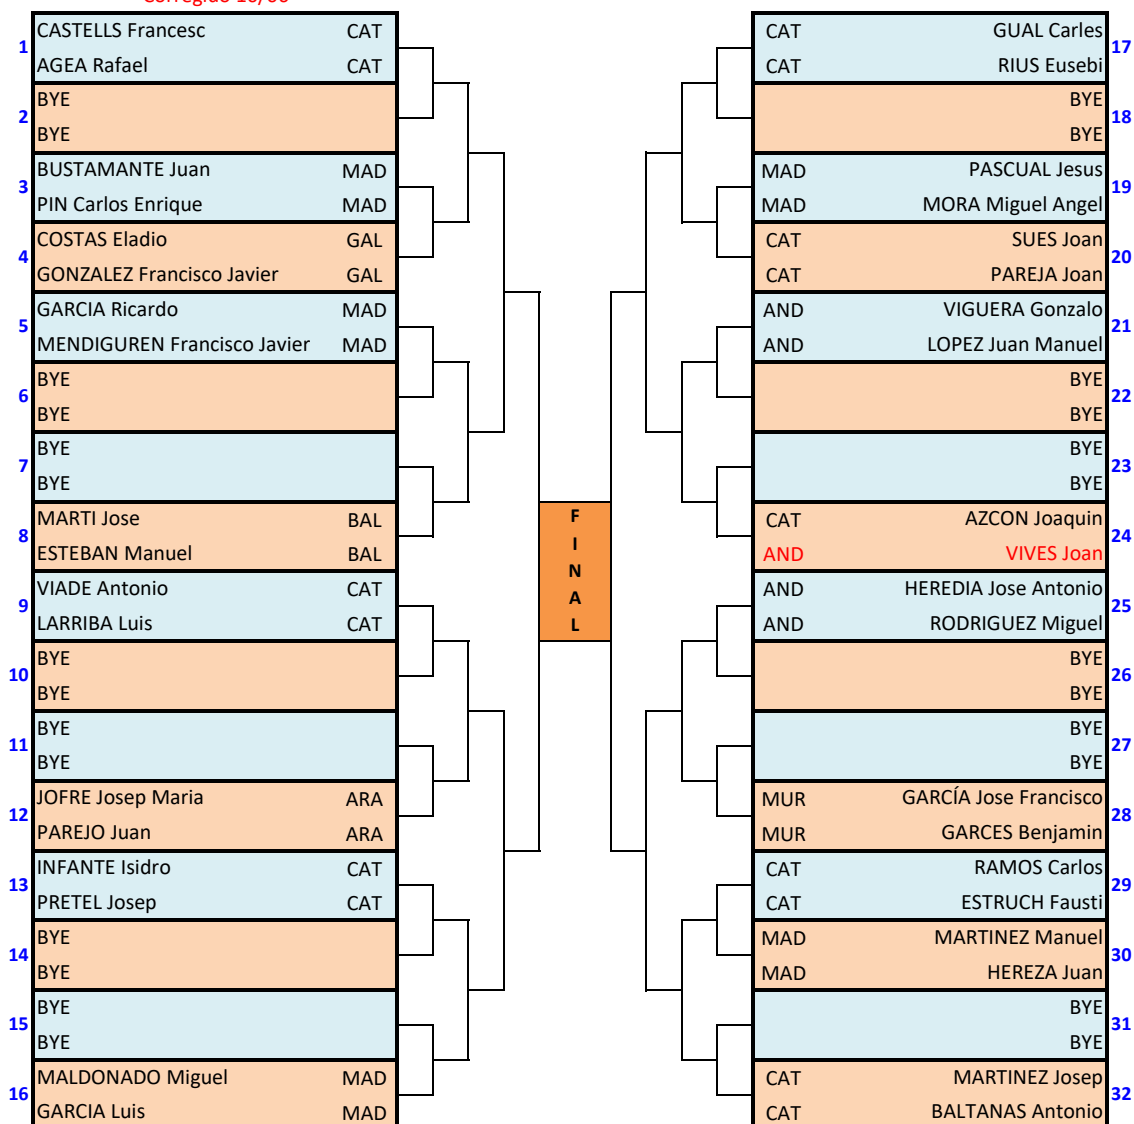 Corregido 10/06
1
CASTELLS Francesc CAT
AGEA Rafael CAT
2
BYE
BYE
3
BUSTAMANTE Juan MAD
PIN Carlos Enrique MAD
4
COSTAS Eladio GAL
GONZALEZ Francisco Javier GAL
5
GARCIA Ricardo MAD
MENDIGUREN Francisco Javier MAD
6
BYE
BYE
7
BYE
BYE
8
MARTI Jose BAL
ESTEBAN Manuel BAL
9
VIADE Antonio CAT
LARRIBA Luis CAT
10
BYE
BYE
11
BYE
BYE
12
JOFRE Josep Maria ARA
PAREJO Juan ARA
13
INFANTE Isidro CAT
PRETEL Josep CAT
14
BYE
BYE
15
BYE
BYE
16
MALDONADO Miguel MAD
GARCIA Luis MAD
F
I
N
A
L
CAT GUAL Carles
CAT RIUS Eusebi
17
BYE
BYE
18
MAD PASCUAL Jesus
MAD MORA Miguel Angel
19
CAT SUES Joan
CAT PAREJA Joan
20
AND VIGUERA Gonzalo
AND LOPEZ Juan Manuel
21
BYE
BYE
22
BYE
BYE
23
CAT AZCON Joaquin
AND VIVES Joan
24
AND HEREDIA Jose Antonio
AND RODRIGUEZ Miguel
25
BYE
BYE
26
BYE
BYE
27
MUR GARCÍA Jose Francisco
MUR GARCES Benjamin
28
CAT RAMOS Carlos
CAT ESTRUCH Fausti
29
MAD MARTINEZ Manuel
MAD HEREZA Juan
30
BYE
BYE
31
CAT MARTINEZ Josep
CAT BALTANAS Antonio
32